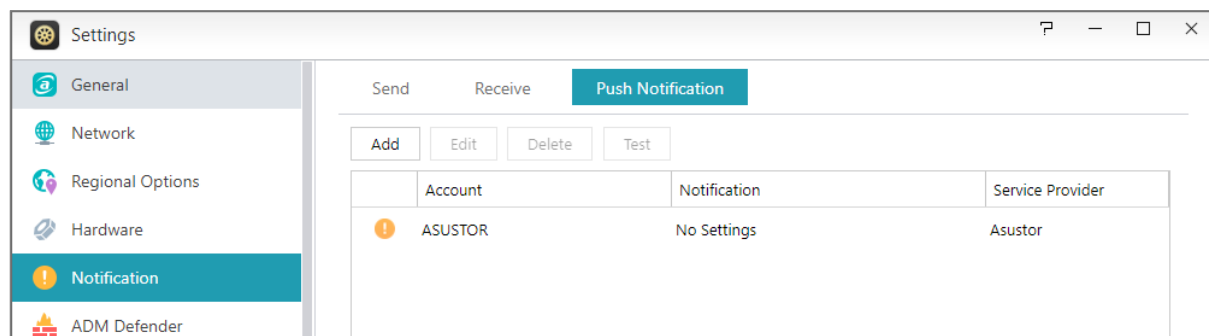 Settings
General
Network
Regional Options
Hardware
Notification
ADM Defender
Send Receive Push Notification
Add Edit Delete Test
Account Notification Service Provider
ASUSTOR No Settings Asustor